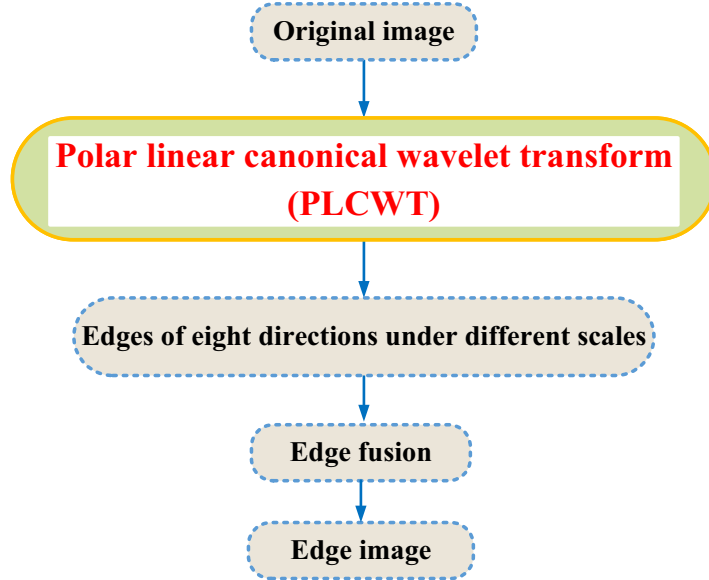 Original image
Polar linear canonical wavelet transform
(PLCWT)
Edges of eight directions under different scales
Edge fusion
Edge image